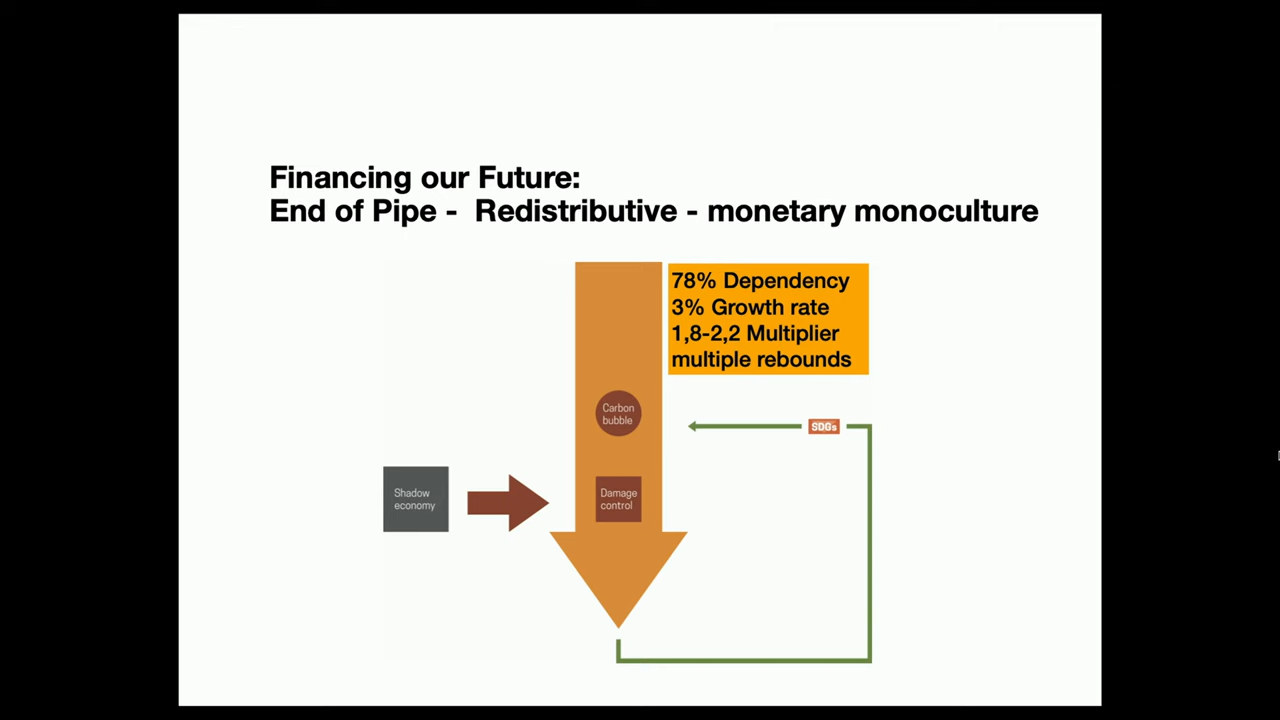 Financing our Future:
End of Pipe - Redistributive - monetary monoculture
78% Dependency
3% Growth rate
1,8-2,2 Multiplier
multiple rebounds
Carbon
bubble
SDGs
Shadow
economy
Damage
control